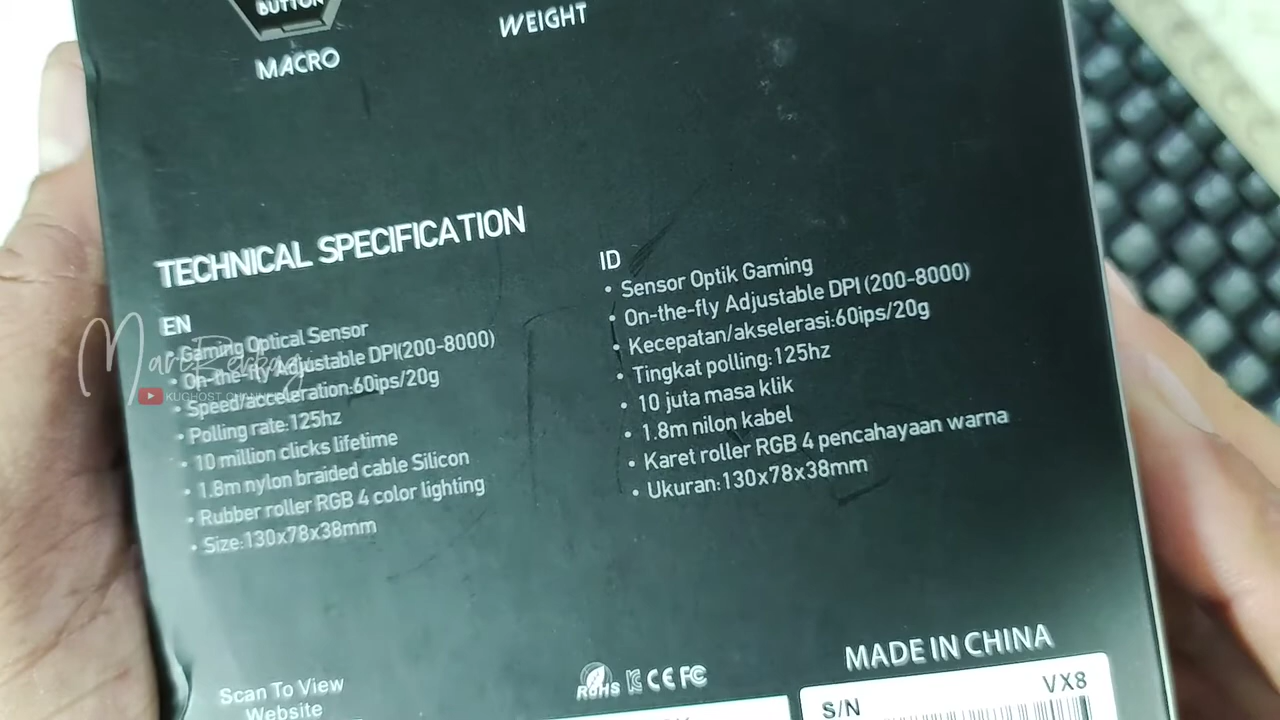 BUTTON
MACRO
WEIGHT
TECHNICAL SPECIFICATION
EN
• Gaming Optical Sensor
• On-the-fly Adjustable DPI(200-8000)
• Speed/acceleration:60ips/20g
• Polling rate:125hz
• 10 million clicks lifetime
• 1.8m nylon braided cable Silicon
• Rubber roller RGB 4 color lighting
• Size:130x78x38mm
ID
• Sensor Optik Gaming
• On-the-fly Adjustable DPI (200-8000)
• Kecepatan/akselerasi:60ips/20g
• Tingkat polling:125hz
• 10 juta masa klik
• 1.8m nilon kabel
• Karet roller RGB 4 pencahayaan warna
• Ukuran:130x78x38mm
KUGHOST
Scan To View
Website
RoHS CE FC
MADE IN CHINA
VX8
S/N